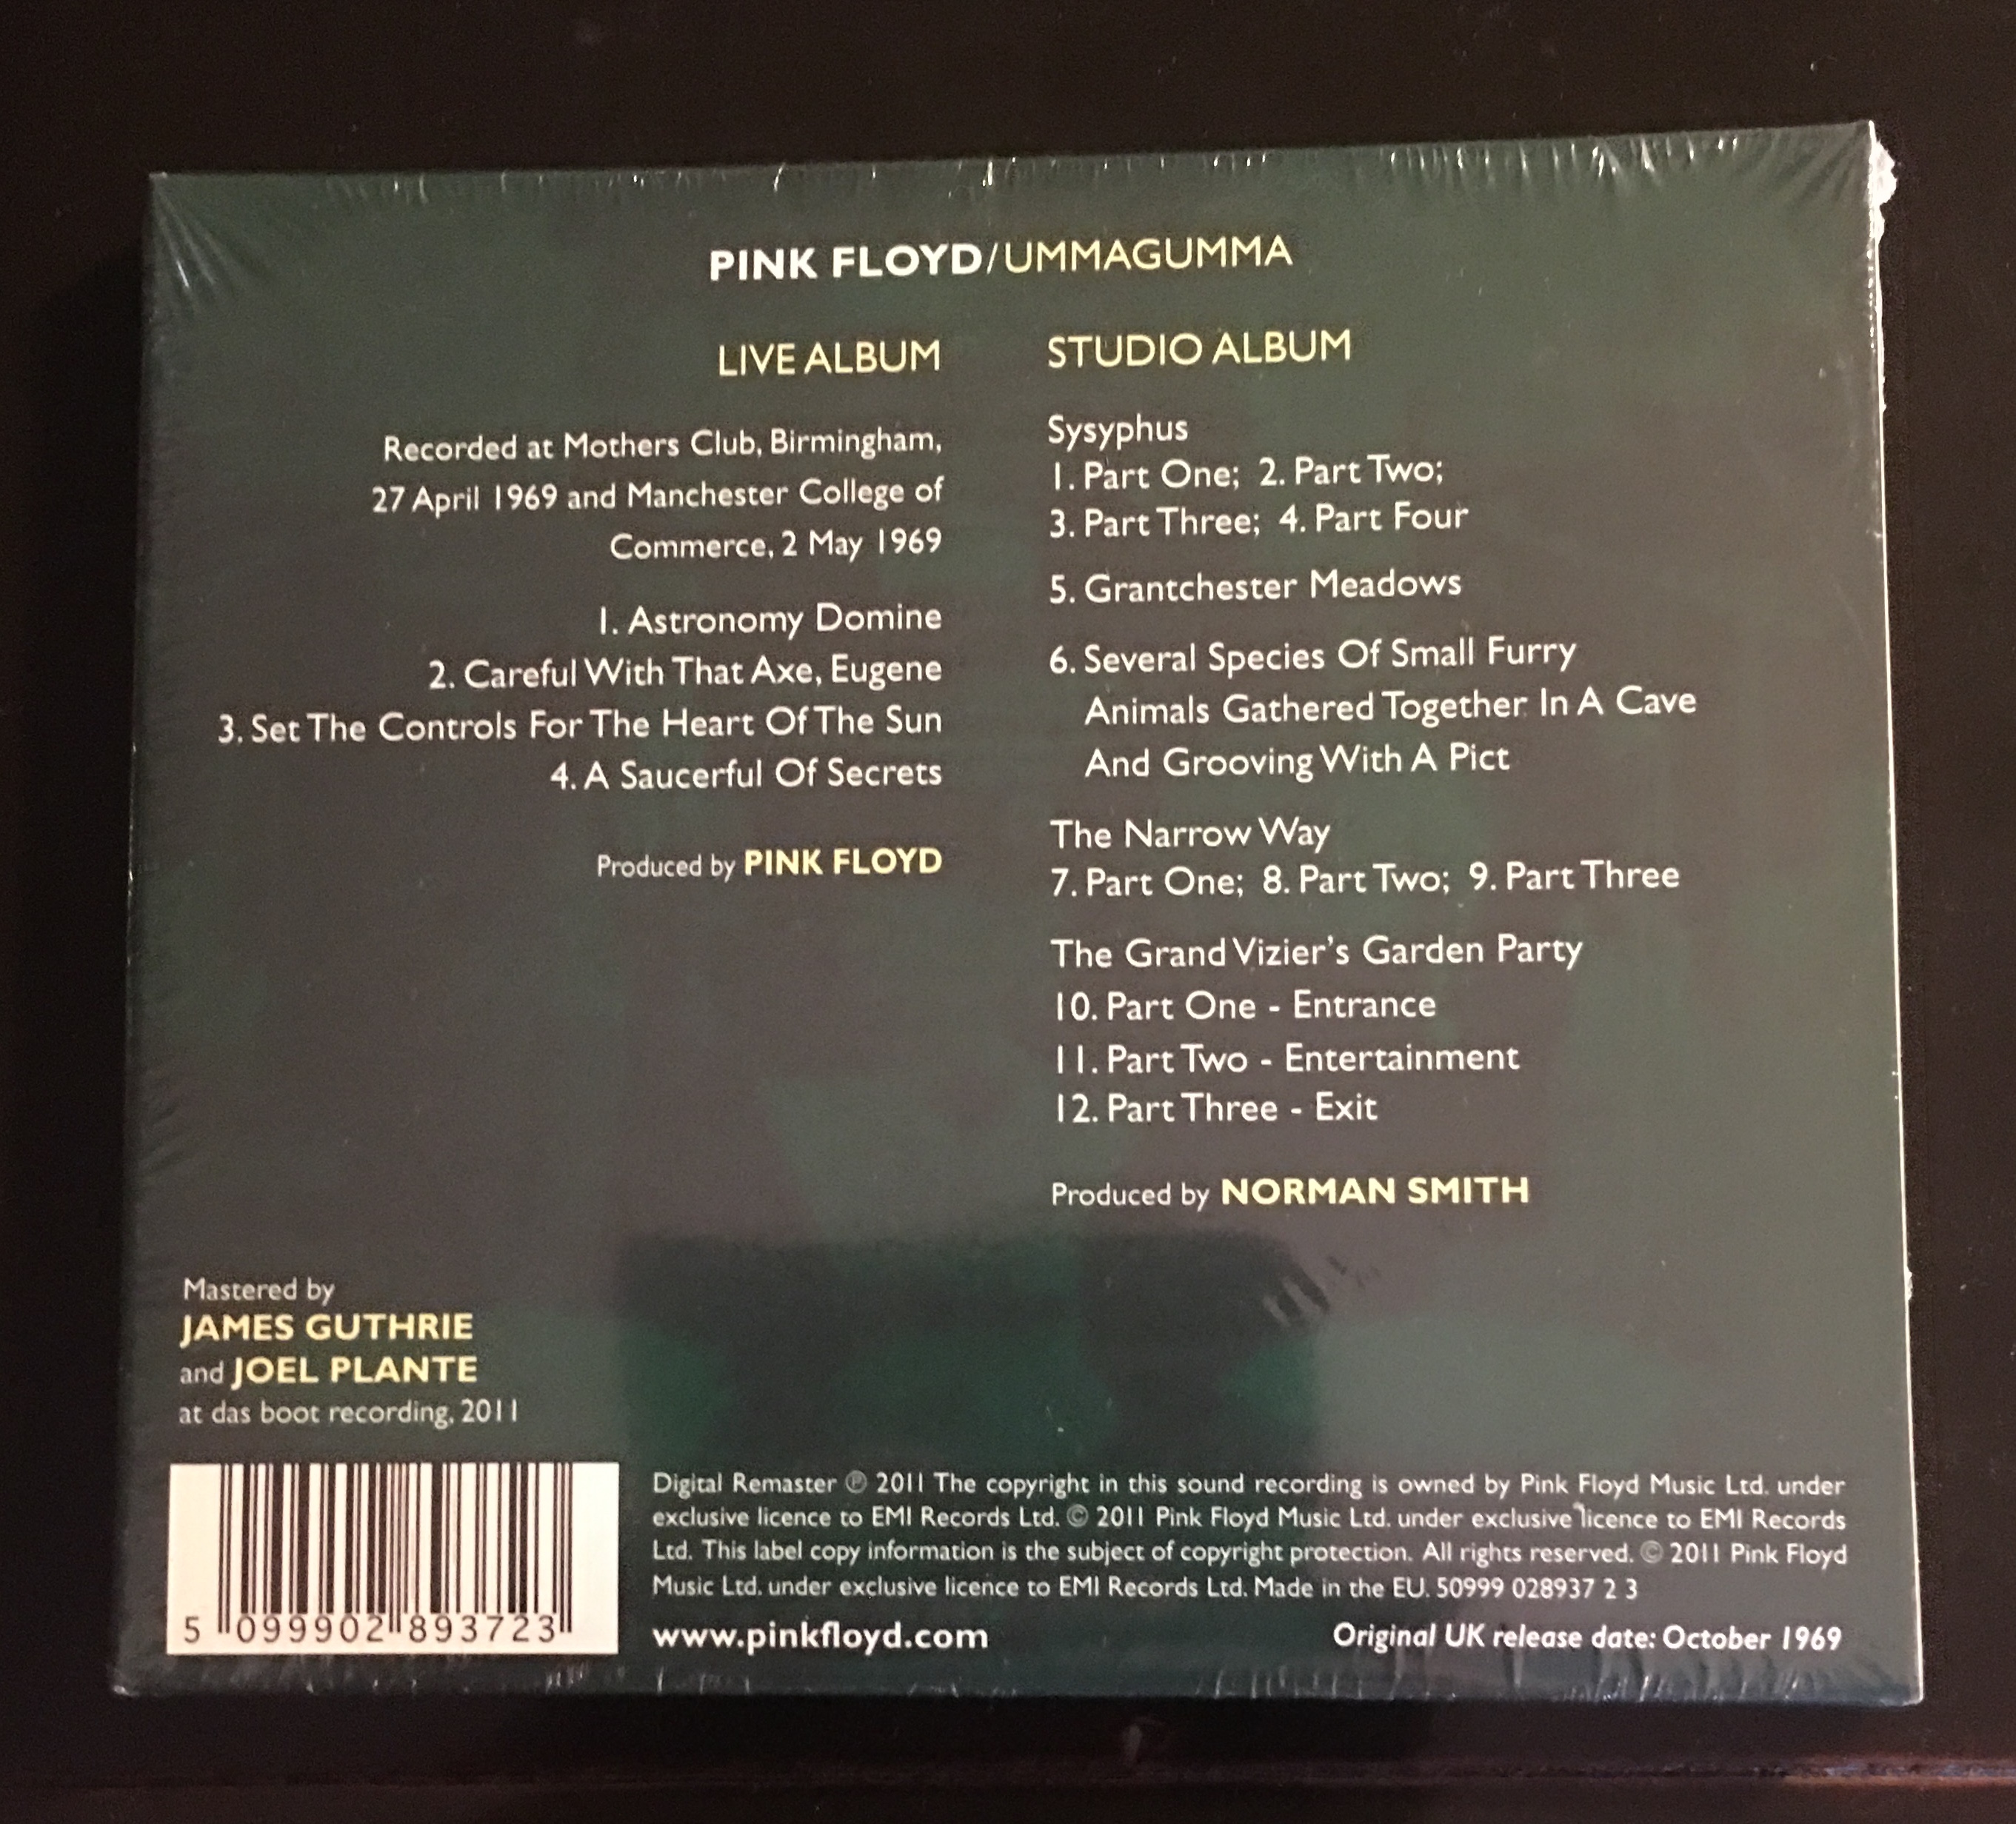 PINK FLOYD/UMMAGUMMA
LIVE ALBUM
Recorded at Mothers Club, Birmingham,
27 April 1969 and Manchester College of
Commerce, 2 May 1969
1. Astronomy Domine
2. Careful With That Axe, Eugene
3. Set The Controls For The Heart Of The Sun
4. A Saucerful Of Secrets
Produced by PINK FLOYD
STUDIO ALBUM
Sysyphus
1. Part One; 2. Part Two;
3. Part Three; 4. Part Four
5. Grantchester Meadows
6. Several Species Of Small Furry
Animals Gathered Together In A Cave
And Grooving With A Pict
The Narrow Way
7. Part One; 8. Part Two; 9. Part Three
The Grand Vizier's Garden Party
10. Part One - Entrance
11. Part Two - Entertainment
12. Part Three - Exit
Produced by NORMAN SMITH
Mastered by
JAMES GUTHRIE
and JOEL PLANTE
at das boot recording, 2011
5 099902 893723
Digital Remaster ℗ 2011 The copyright in this sound recording is owned by Pink Floyd Music Ltd. under
exclusive licence to EMI Records Ltd. © 2011 Pink Floyd Music Ltd. under exclusive licence to EMI Records
Ltd. This label copy information is the subject of copyright protection. All rights reserved. © 2011 Pink Floyd
Music Ltd. under exclusive licence to EMI Records Ltd. Made in the EU. 50999 028937 2 3
www.pinkfloyd.com
Original UK release date: October 1969